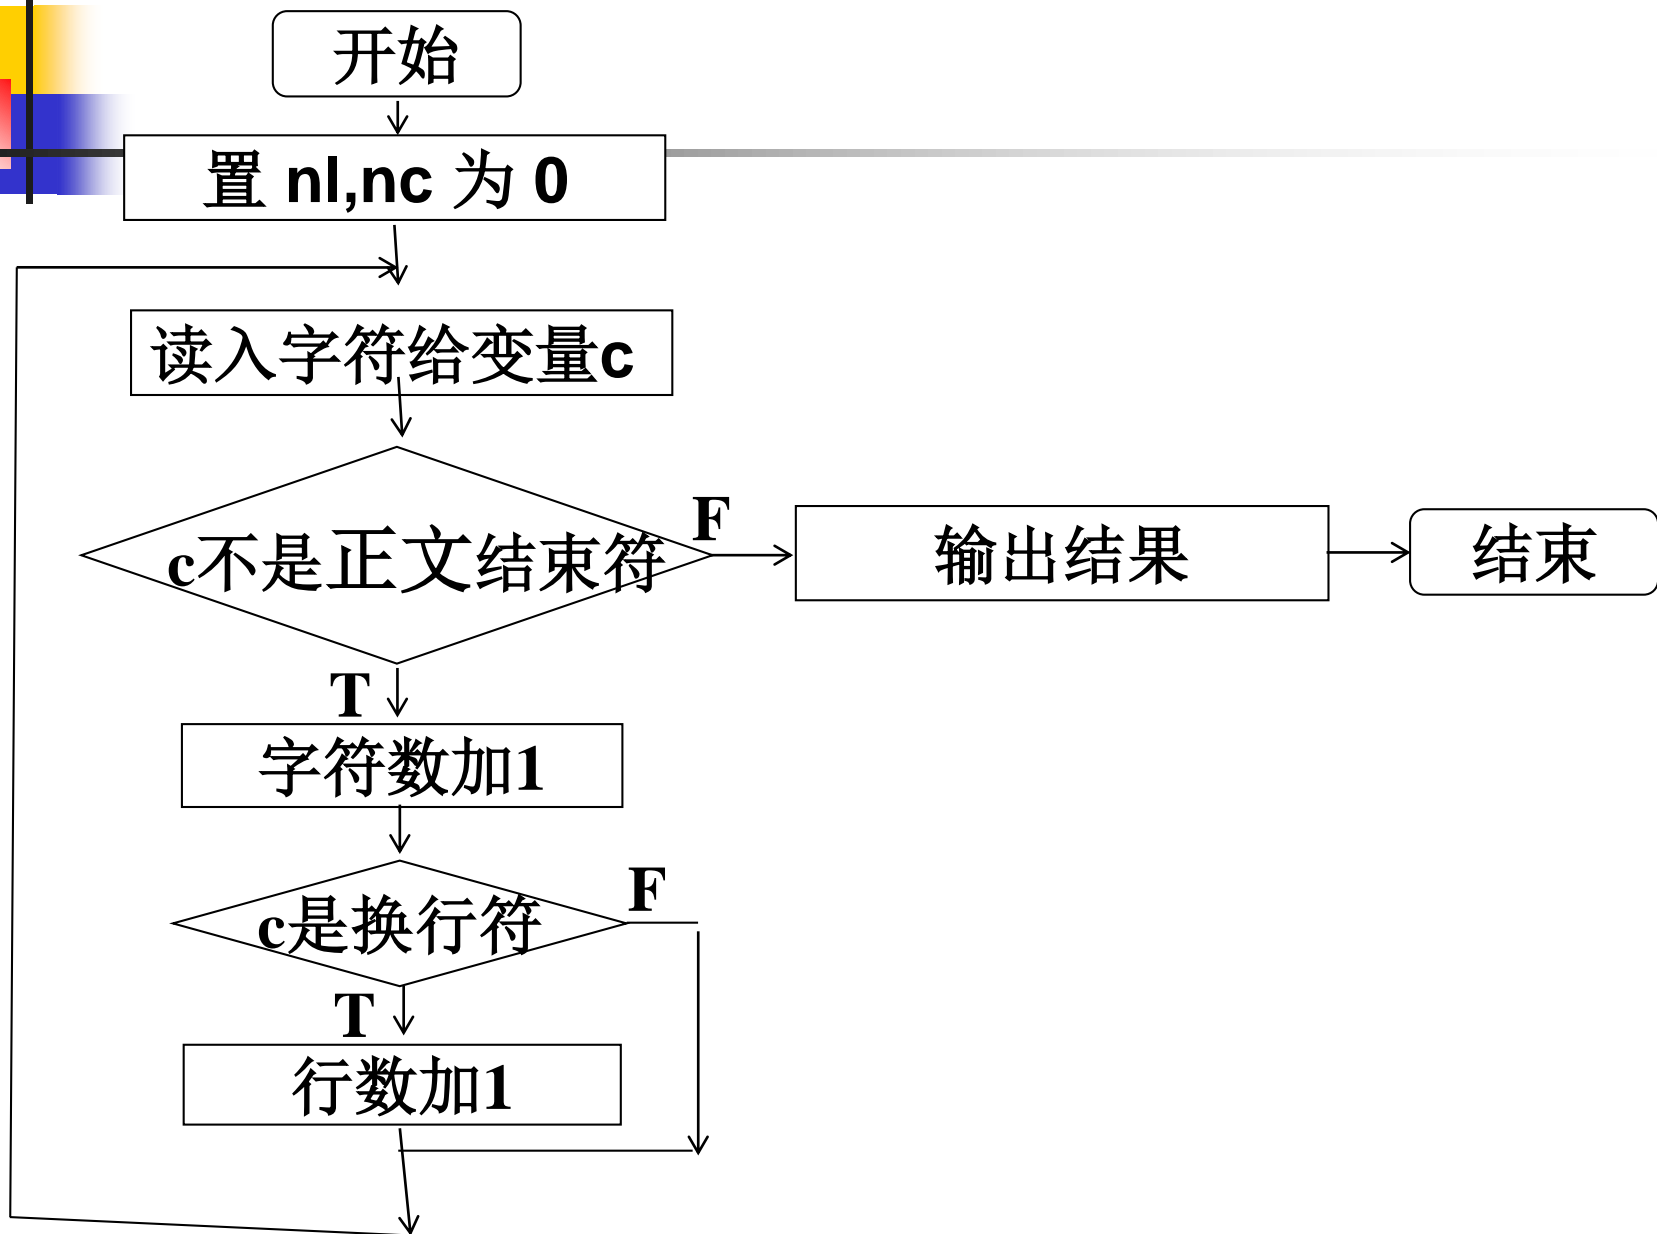 开始
置 nl,nc 为 0
读入字符给变量c
c不是正文结束符
F
输出结果
结束
T
字符数加1
c是换行符
F
T
行数加1